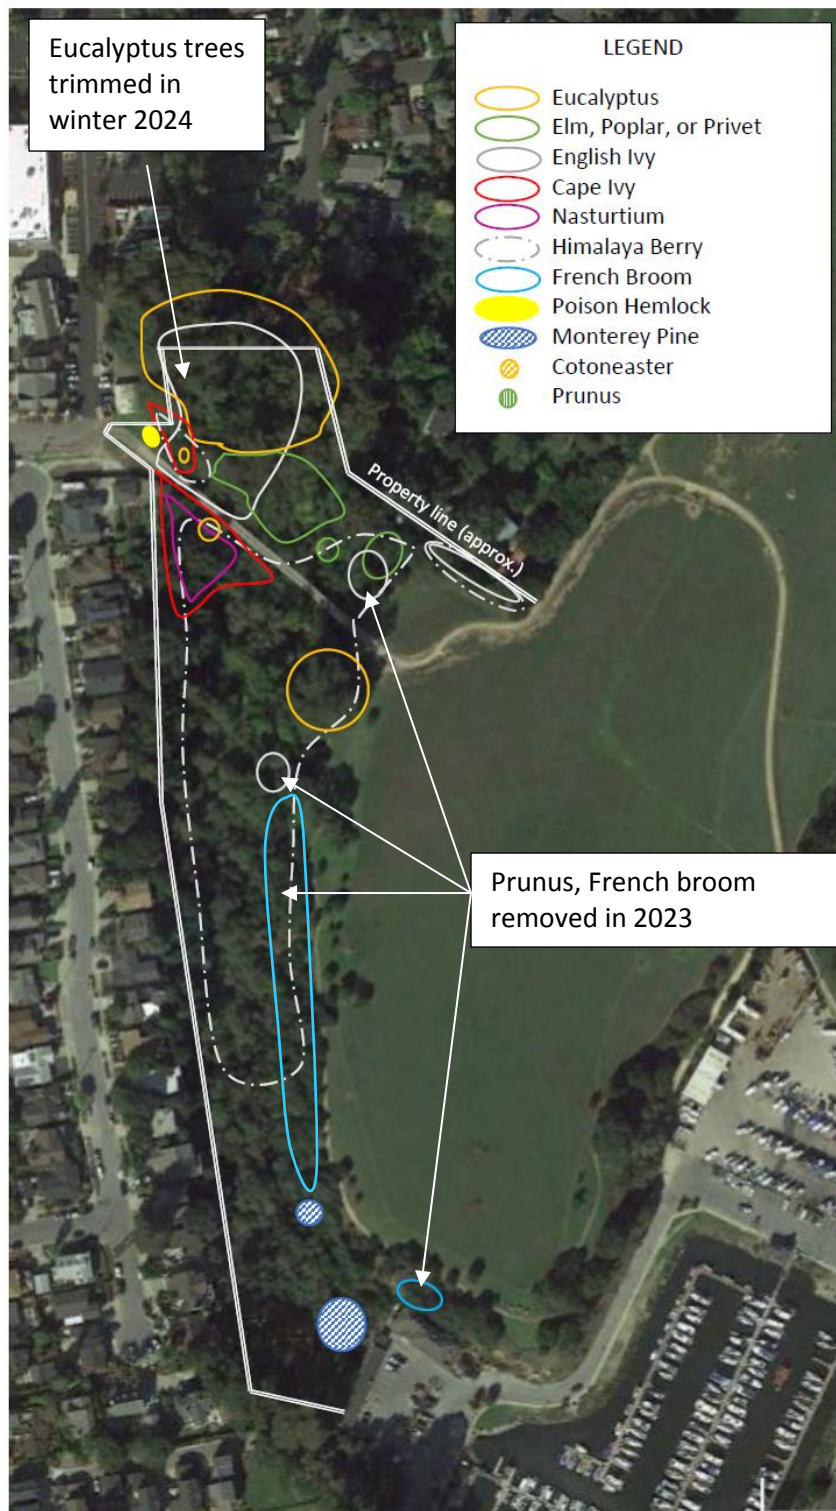 Eucalyptus trees
trimmed in
winter 2024
LEGEND
Eucalyptus
Elm, Poplar, or Privet
English Ivy
Cape Ivy
Nasturtium
Himalaya Berry
French Broom
Poison Hemlock
Monterey Pine
Cotoneaster
Prunus
Property line (approx.)
Prunus, French broom
removed in 2023